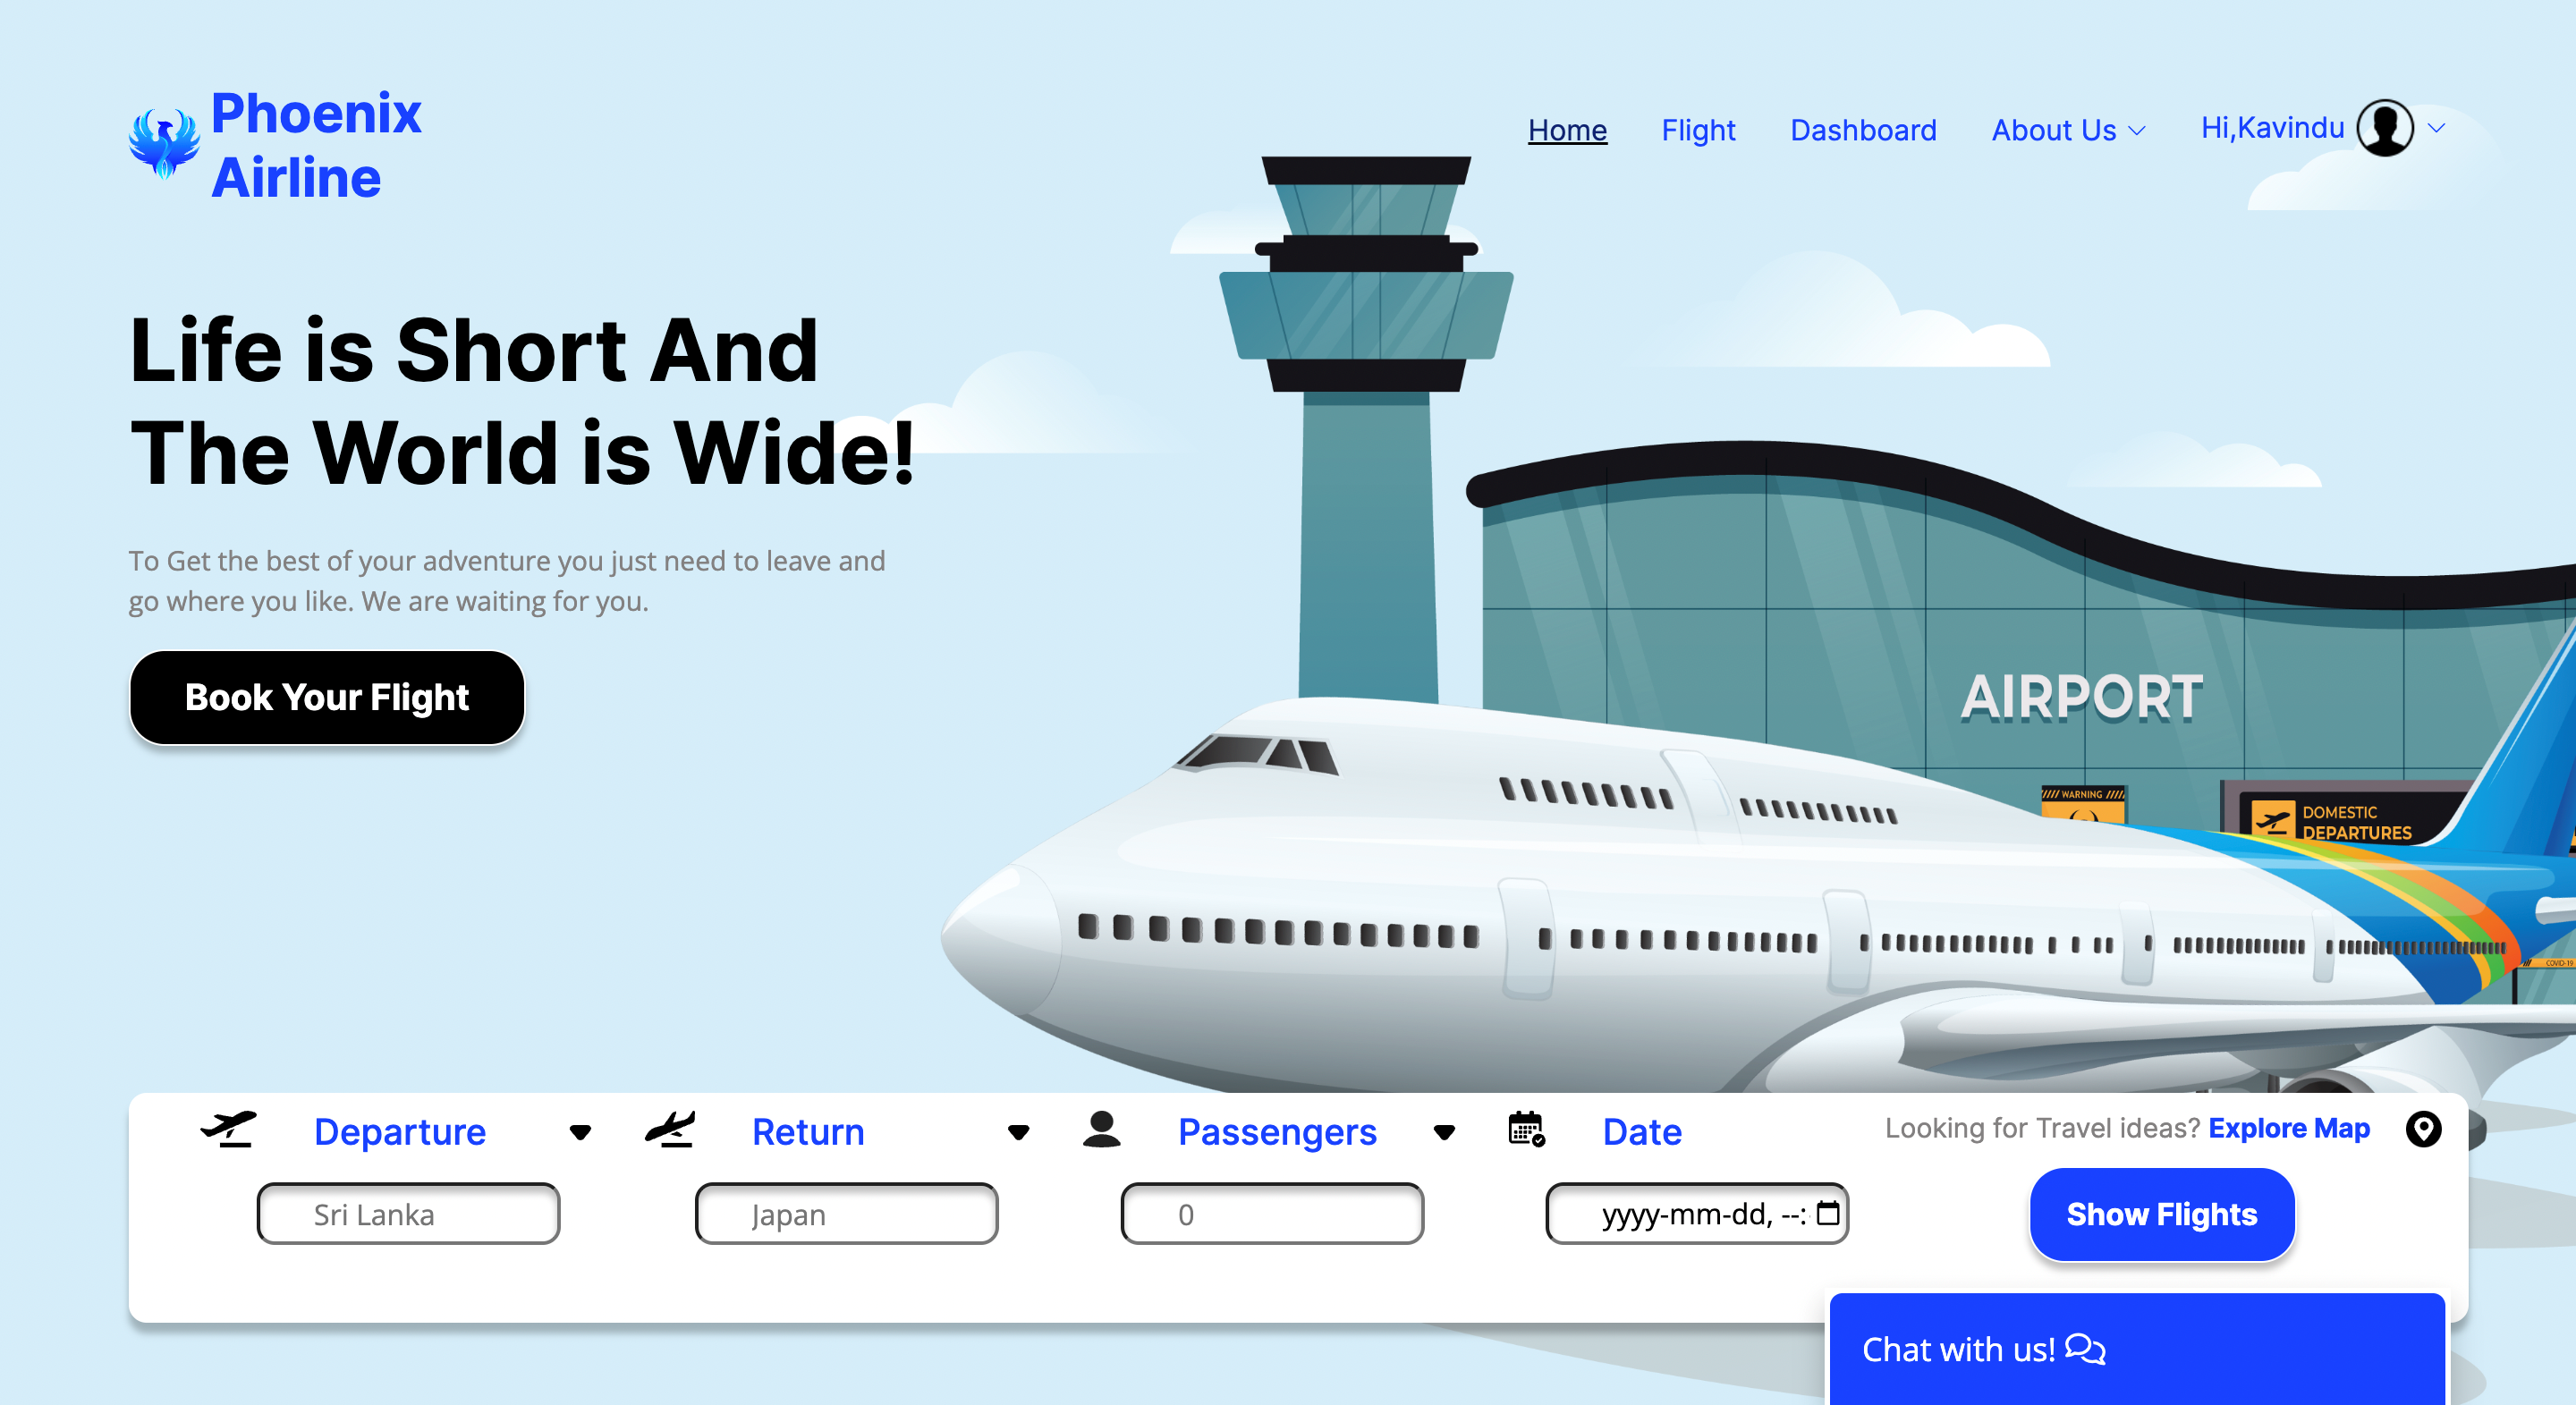 Phoenix
Airline
Home
Flight
Dashboard
About Us
Hi,Kavindu
Life is Short And
The World is Wide!
To Get the best of your adventure you just need to leave and
go where you like. We are waiting for you.
Book Your Flight
AIRPORT
WARNING
DOMESTIC
DEPARTURES
COVID-19
Departure
Return
Passengers
Date
Looking for Travel ideas? Explore Map
Sri Lanka
Japan
0
yyyy-mm-dd, --:
Show Flights
Chat with us!